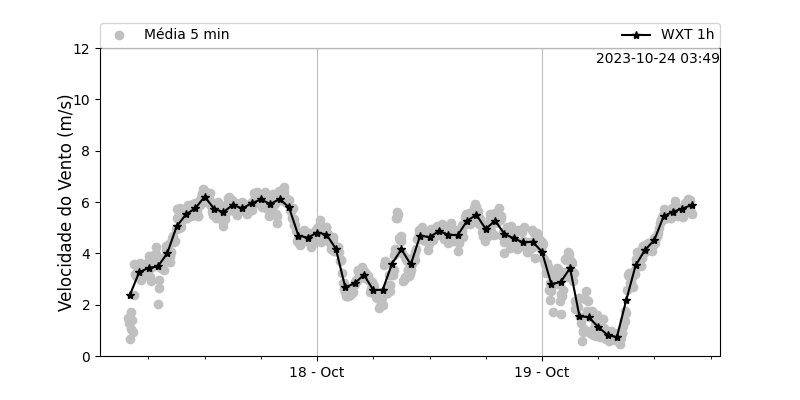 Média 5 min
WXT 1h
2023-10-24 03:49
Velocidade do Vento (m/s)
12
10
8
6
4
2
0
18 - Oct
19 - Oct